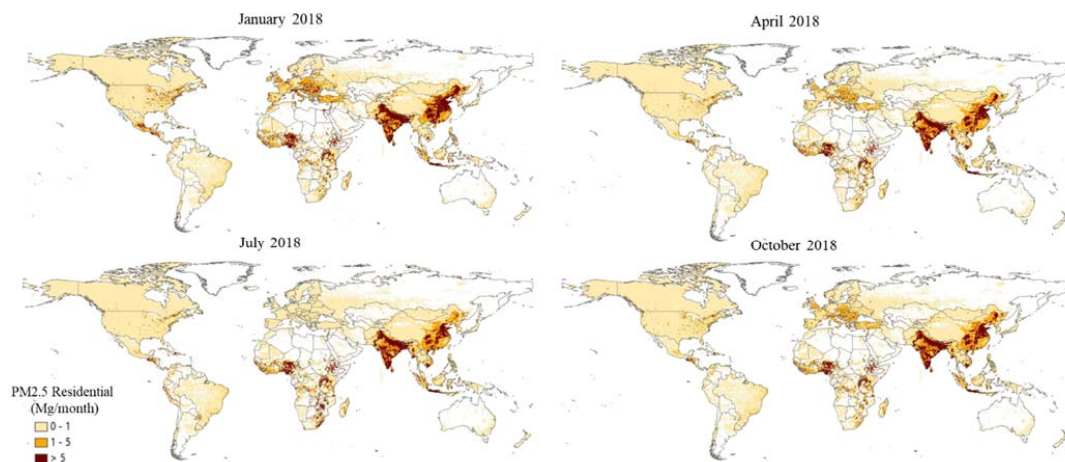 January 2018
April 2018
July 2018
October 2018
PM2.5 Residential
(Mg/month)
0 - 1
1 - 5
> 5